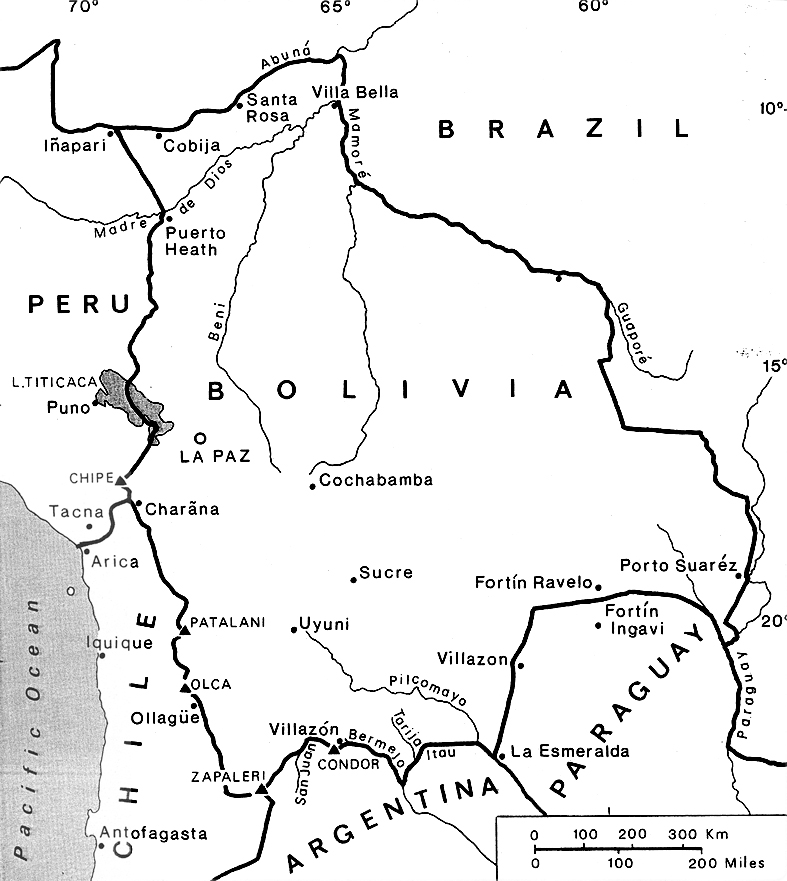 70°
65°
60°
Abuná
Santa
Rosa
Villa Bella
10°
Iñapari
Cobija
Mamoré
BRAZIL
Madre de Dios
Puerto
Heath
PERU
Beni
Guaporé
15°
L.TITICACA
Puno
BOLIVIA
LA PAZ
CHIPE
Cochabamba
Tacna
Charãna
Arica
Sucre
Porto Suaréz
Fortín Ravelo
Fortín
Ingavi
20°
PATALANI
Uyuni
Iquique
Villazon
Paraguay
OLCA
Pilcomayo
Ollagüe
Villazón
Bermejo
Tarija
Itau
La Esmeralda
PARAGUAY
San Juan
CONDOR
ZAPALERI
Pacific Ocean
CHILE
ARGENTINA
Antofagasta
0 100 200 300 Km
0 100 200 Miles